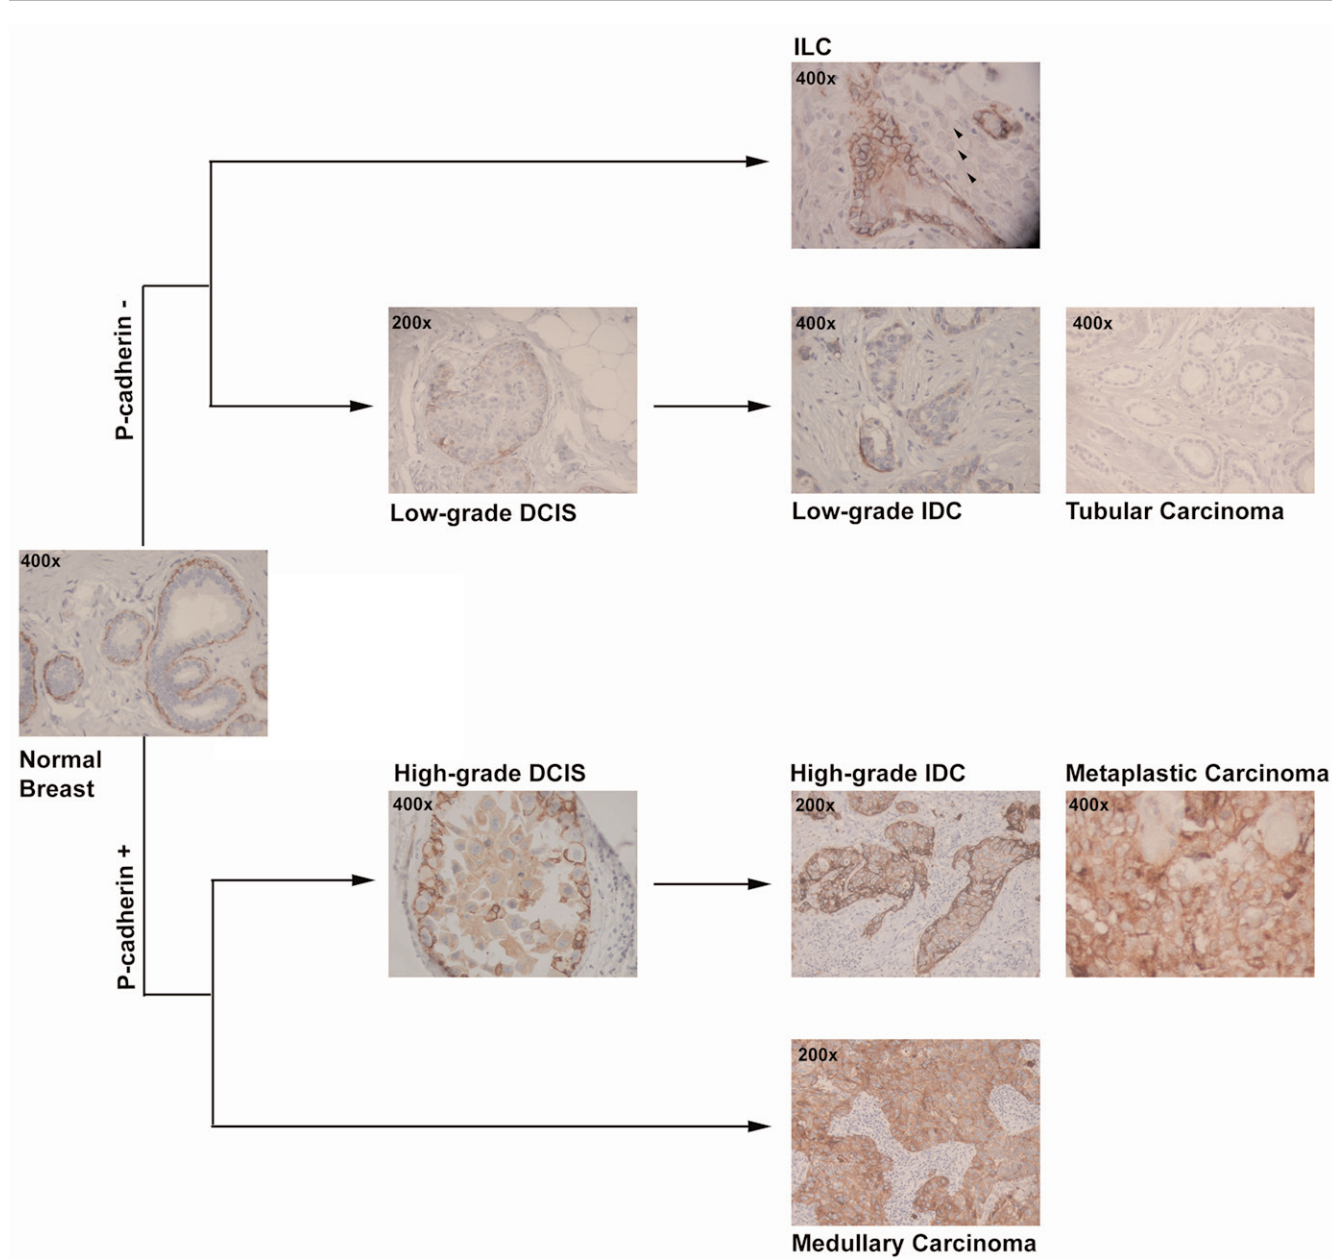 ILC
400x
P-cadherin -
200x
400x
400x
Low-grade DCIS
Low-grade IDC
Tubular Carcinoma
400x
Normal
Breast
High-grade DCIS
High-grade IDC
Metaplastic Carcinoma
400x
200x
400x
P-cadherin +
200x
Medullary Carcinoma